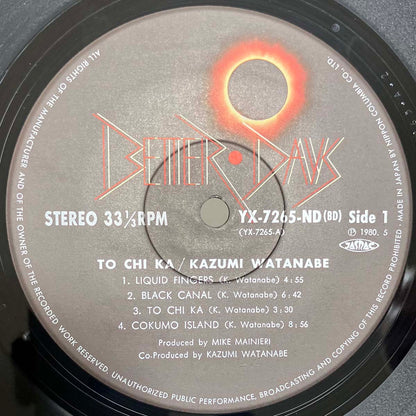 BETTER DAYS
STEREO 33 1/3 RPM
YX-7265-ND(BD) Side 1
(YX-7265-A)
Ⓟ 1980. 5
JASRAC
TO CHI KA / KAZUMI WATANABE
1. LIQUID FINGERS (K. Watanabe) 4:55
2. BLACK CANAL (K. Watanabe) 6:42
3. TO CHI KA (K. Watanabe) 3:30
4. COKUMO ISLAND (K. Watanabe) 8:56
Produced by MIKE MAINIERI
Co-Produced by KAZUMI WATANABE
ALL RIGHTS OF THE MANUFACTURER AND OF THE OWNER OF THE RECORDED WORK RESERVED. UNAUTHORIZED PUBLIC PERFORMANCE, BROADCASTING AND COPYING OF THIS RECORD PROHIBITED. MADE IN JAPAN BY NIPPON COLUMBIA CO., LTD.